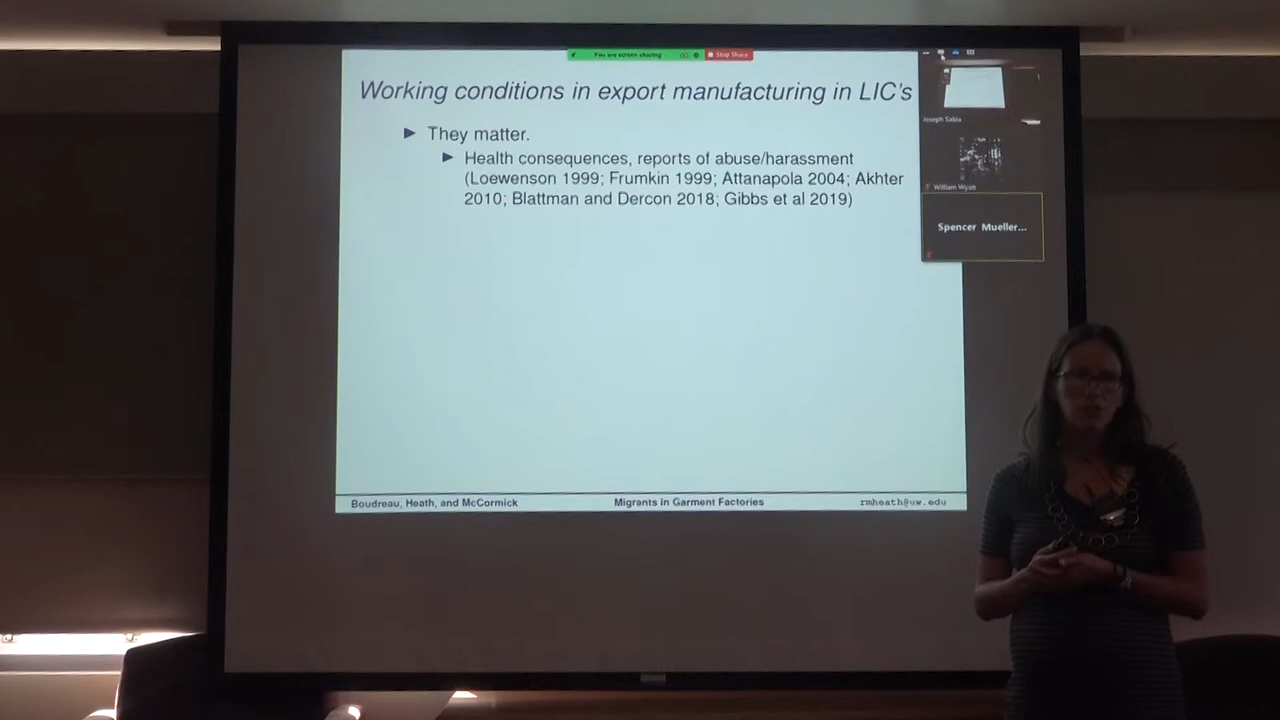 You are screen sharing
Stop Share
Working conditions in export manufacturing in LIC's
They matter.
Health consequences, reports of abuse/harassment
(Loewenson 1999; Frumkin 1999; Attanapola 2004; Akhter
2010; Blattman and Dercon 2018; Gibbs et al 2019)
Joseph Sabia
William Wyatt
Spencer Mueller...
Boudreau, Heath, and McCormick
Migrants in Garment Factories
rmheath@uw.edu